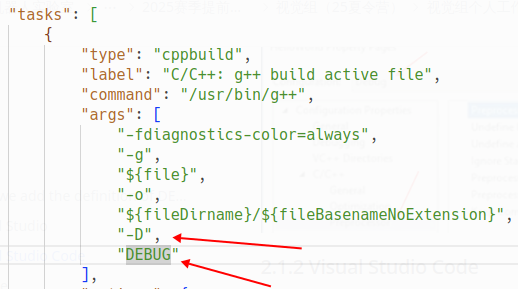 "tasks": [
{
"type": "cppbuild",
"label": "C/C++: g++ build active file",
"command": "/usr/bin/g++",
"args": [
"-fdiagnostics-color=always",
"-g",
"${file}",
"-o",
"${fileDirname}/${fileBasenameNoExtension}",
"-D",
"DEBUG"
],
2.1.2 Visual Studio Code